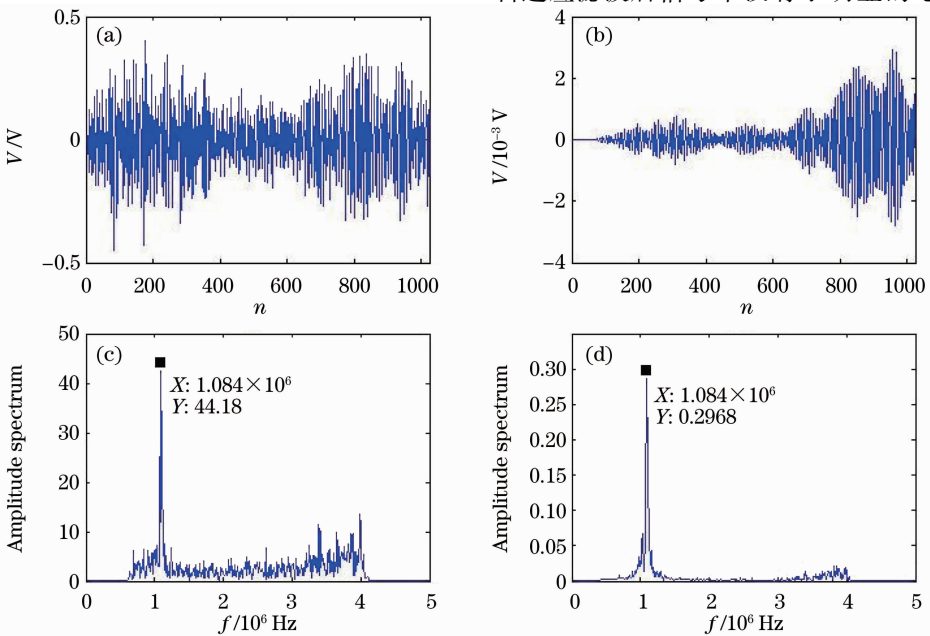 (a)
0.5
0
−0.5
V/V
0 200 400 600 800 1000
n
(b)
4
2
0
−2
−4
V/10⁻³ V
0 200 400 600 800 1000
n
(c)
50
40
30
20
10
0
Amplitude spectrum
X: 1.084×10⁶
Y: 44.18
0 1 2 3 4 5
f/10⁶ Hz
(d)
0.30
0.25
0.20
0.15
0.10
0.05
0
Amplitude spectrum
X: 1.084×10⁶
Y: 0.2968
0 1 2 3 4 5
f/10⁶ Hz